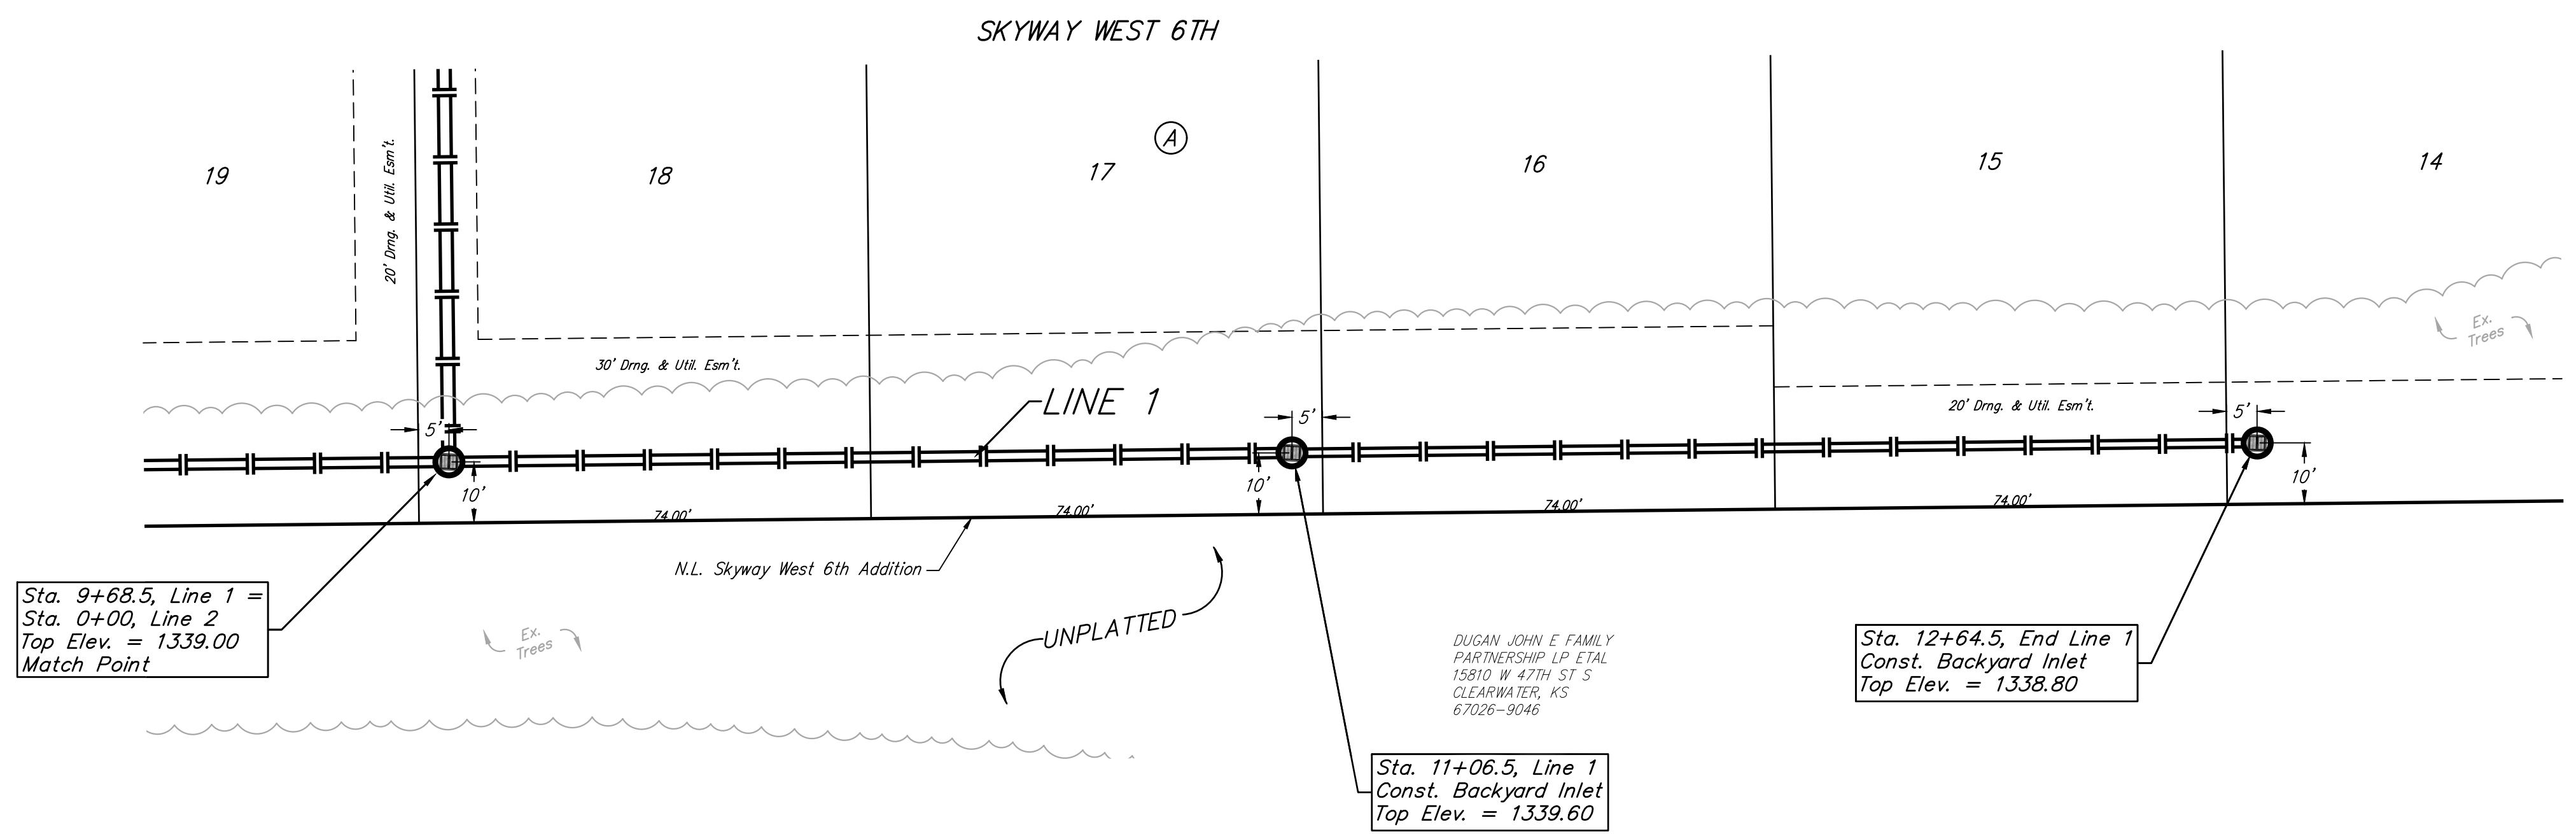 SKYWAY WEST 6TH
19
20' Drng. & Util. Esm't.
18
17
A
16
15
14
30' Drng. & Util. Esm't.
LINE 1
20' Drng. & Util. Esm't.
Ex.
Trees
5'
5'
5'
10'
10'
10'
74.00'
74.00'
74.00'
74.00'
N.L. Skyway West 6th Addition
UNPLATTED
Ex.
Trees
Sta. 9+68.5, Line 1 =
Sta. 0+00, Line 2
Top Elev. = 1339.00
Match Point
DUGAN JOHN E FAMILY
PARTNERSHIP LP ETAL
15810 W 47TH ST S
CLEARWATER, KS
67026-9046
Sta. 12+64.5, End Line 1
Const. Backyard Inlet
Top Elev. = 1338.80
Sta. 11+06.5, Line 1
Const. Backyard Inlet
Top Elev. = 1339.60